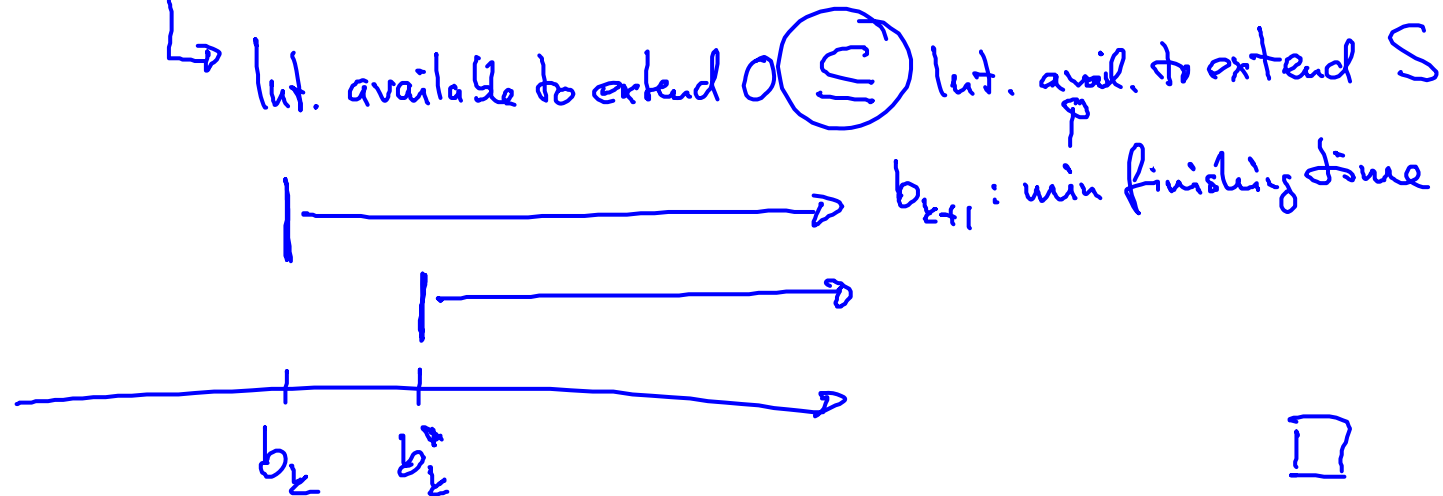 ↳ Int. available to extend O ⊆ Int. avail. to extend S
b_{k+1} : min finishing time
b_k b_k^*
□